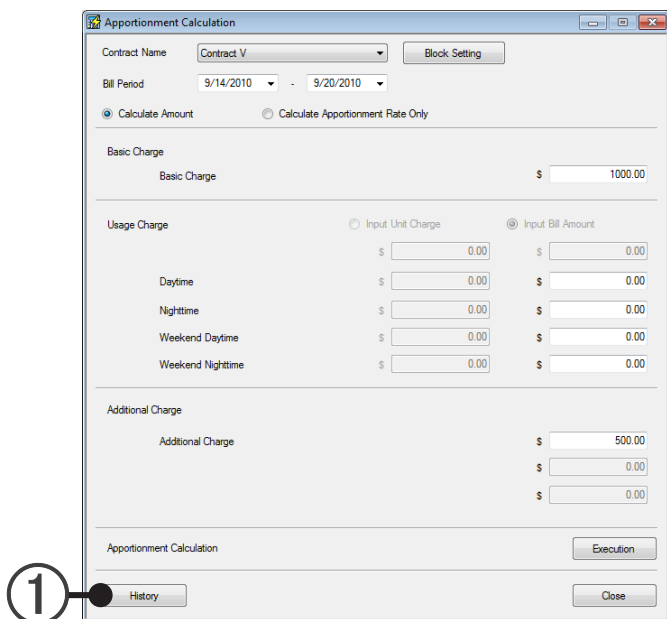 Apportionment Calculation
Contract Name Contract V Block Setting
Bill Period 9/14/2010 - 9/20/2010
Calculate Amount Calculate Apportionment Rate Only
Basic Charge
Basic Charge $ 1000.00
Usage Charge Input Unit Charge Input Bill Amount
$ 0.00 $ 0.00
Daytime $ 0.00 $ 0.00
Nighttime $ 0.00 $ 0.00
Weekend Daytime $ 0.00 $ 0.00
Weekend Nighttime $ 0.00 $ 0.00
Additional Charge
Additional Charge $ 500.00
$ 0.00
$ 0.00
Apportionment Calculation Execution
1 History Close